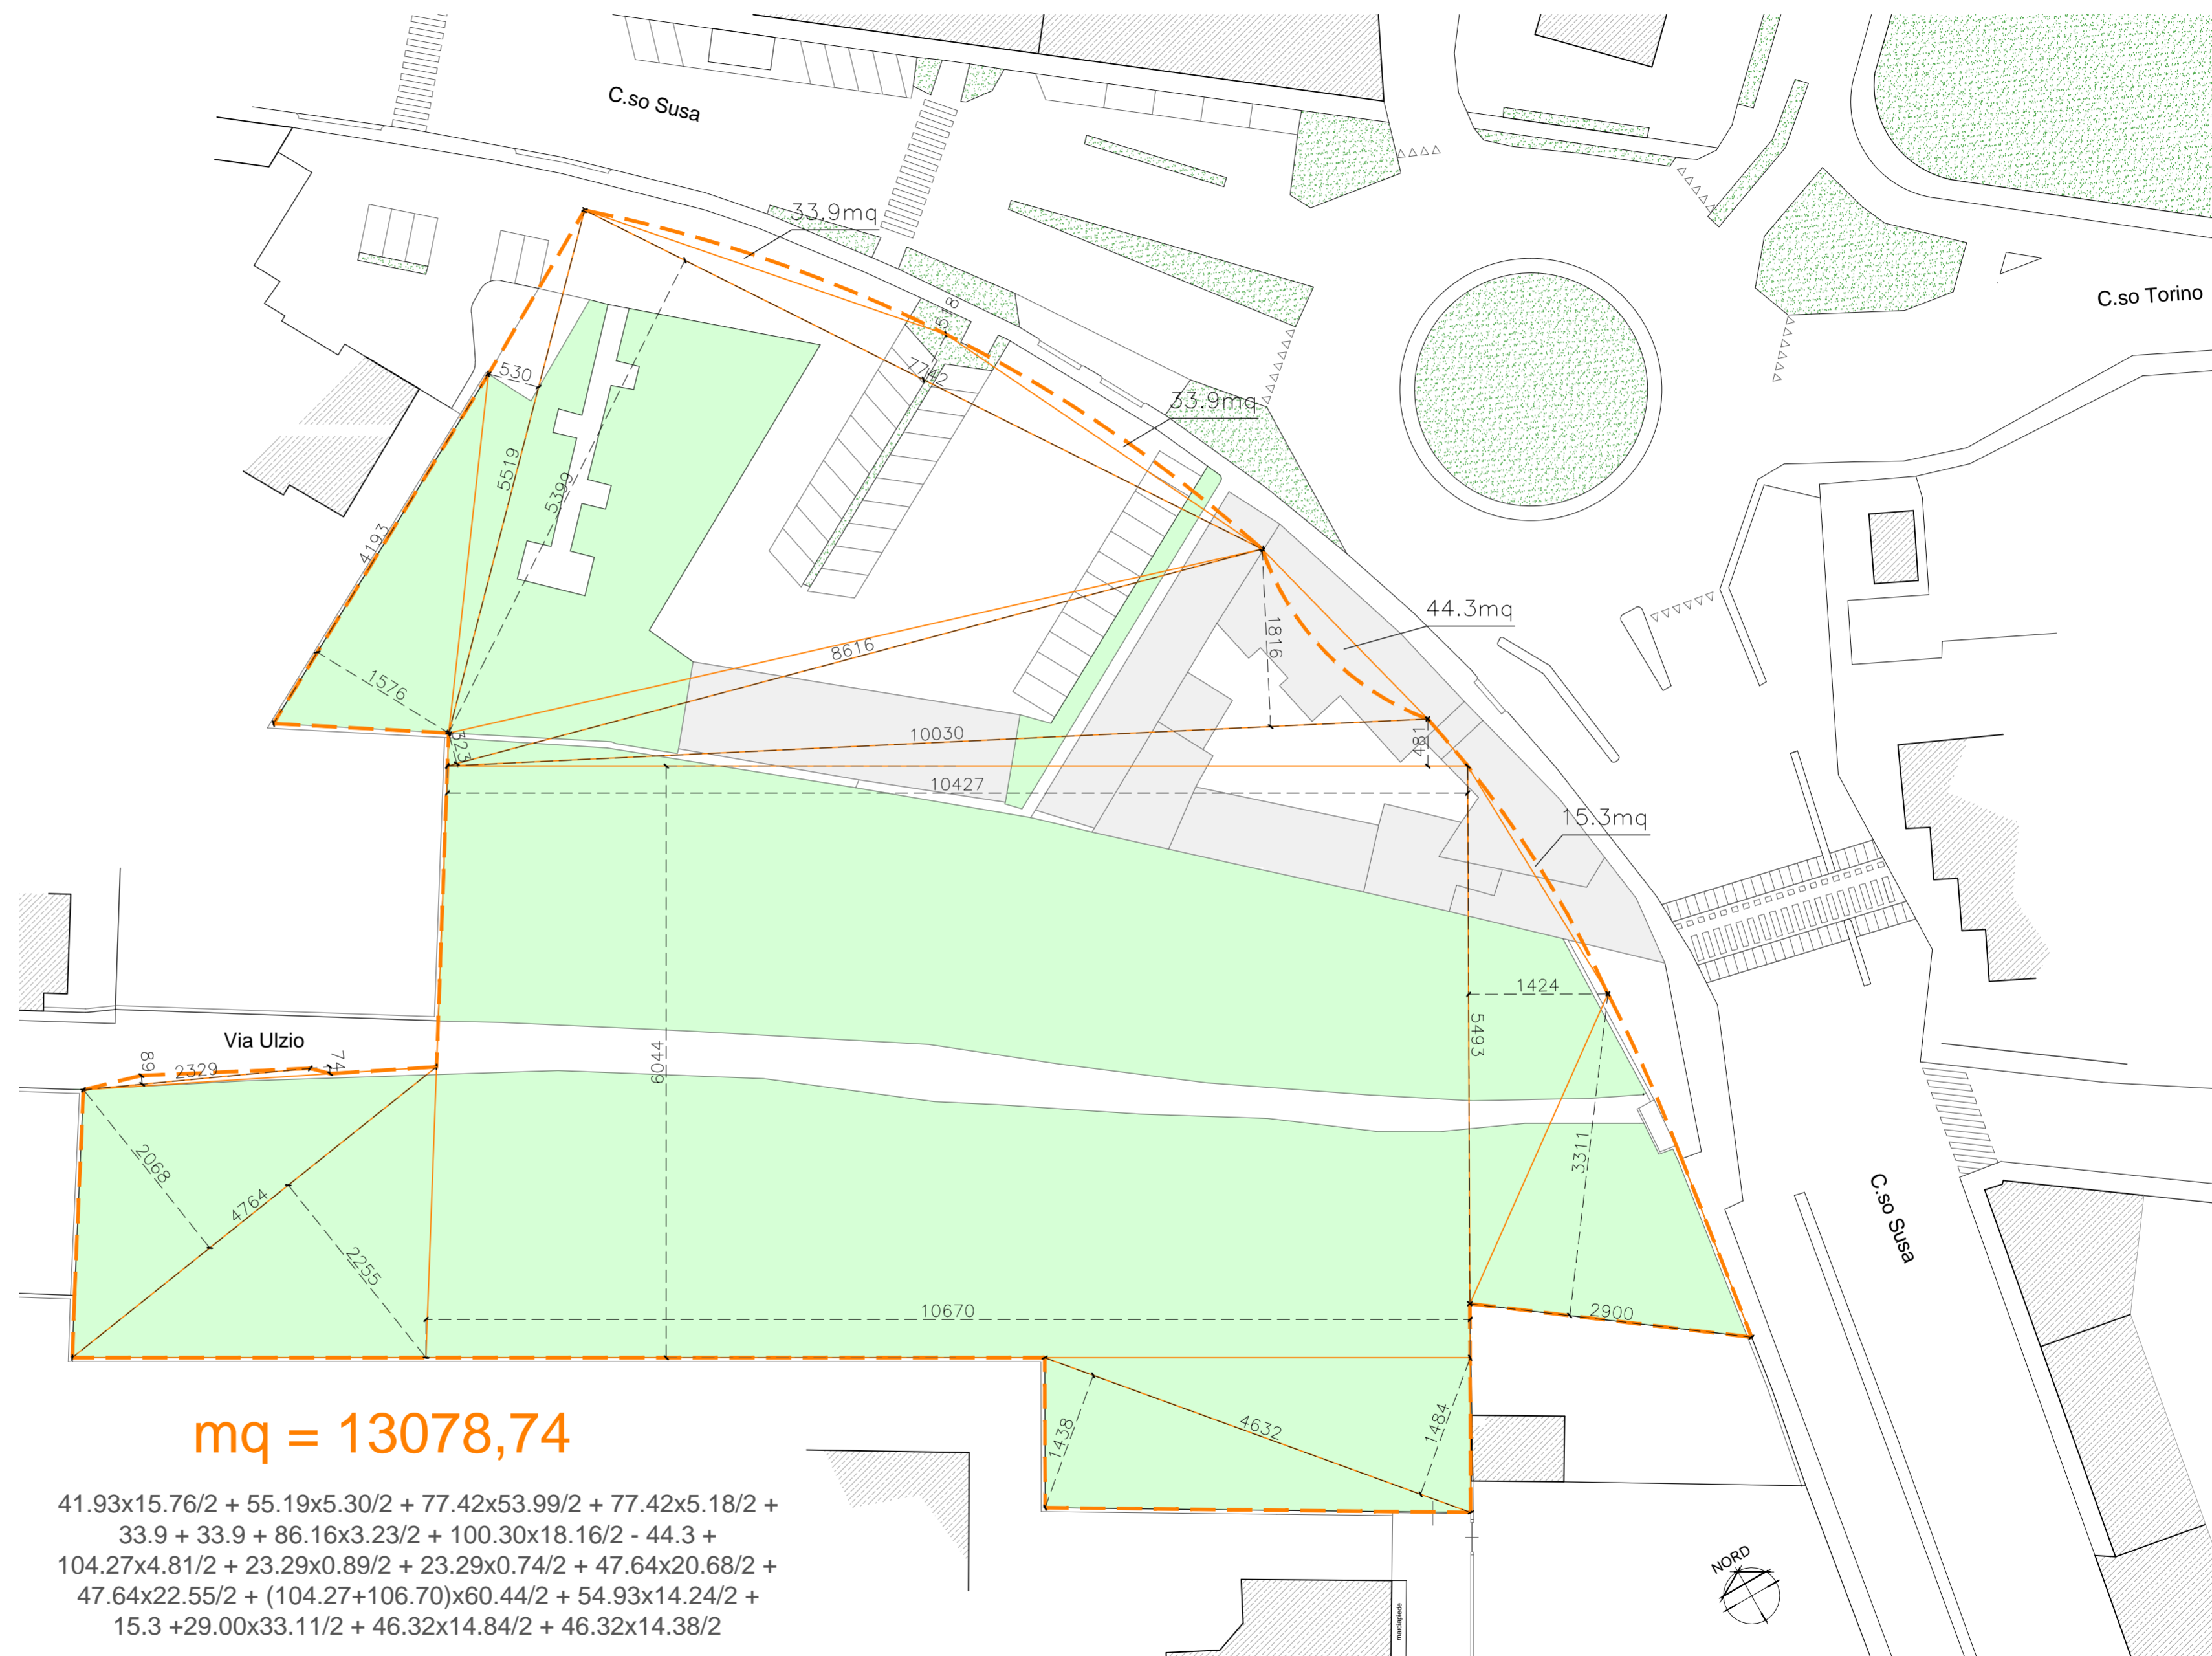 C.so Susa
33.9mq
C.so Torino
518
530
7742
33.9mq
5519
5399
4193
44.3mq
1816
8616
1576
10030
323
481
10427
15.3mq
1424
5493
Via Ulzio
6044
89
2329
74
3311
2068
4764
2255
C.so Susa
10670
2900
mq = 13078,74
1438
4632
1484
41.93x15.76/2 + 55.19x5.30/2 + 77.42x53.99/2 + 77.42x5.18/2 +
33.9 + 33.9 + 86.16x3.23/2 + 100.30x18.16/2 - 44.3 +
104.27x4.81/2 + 23.29x0.89/2 + 23.29x0.74/2 + 47.64x20.68/2 +
47.64x22.55/2 + (104.27+106.70)x60.44/2 + 54.93x14.24/2 +
15.3 +29.00x33.11/2 + 46.32x14.84/2 + 46.32x14.38/2
NORD
marciapiede